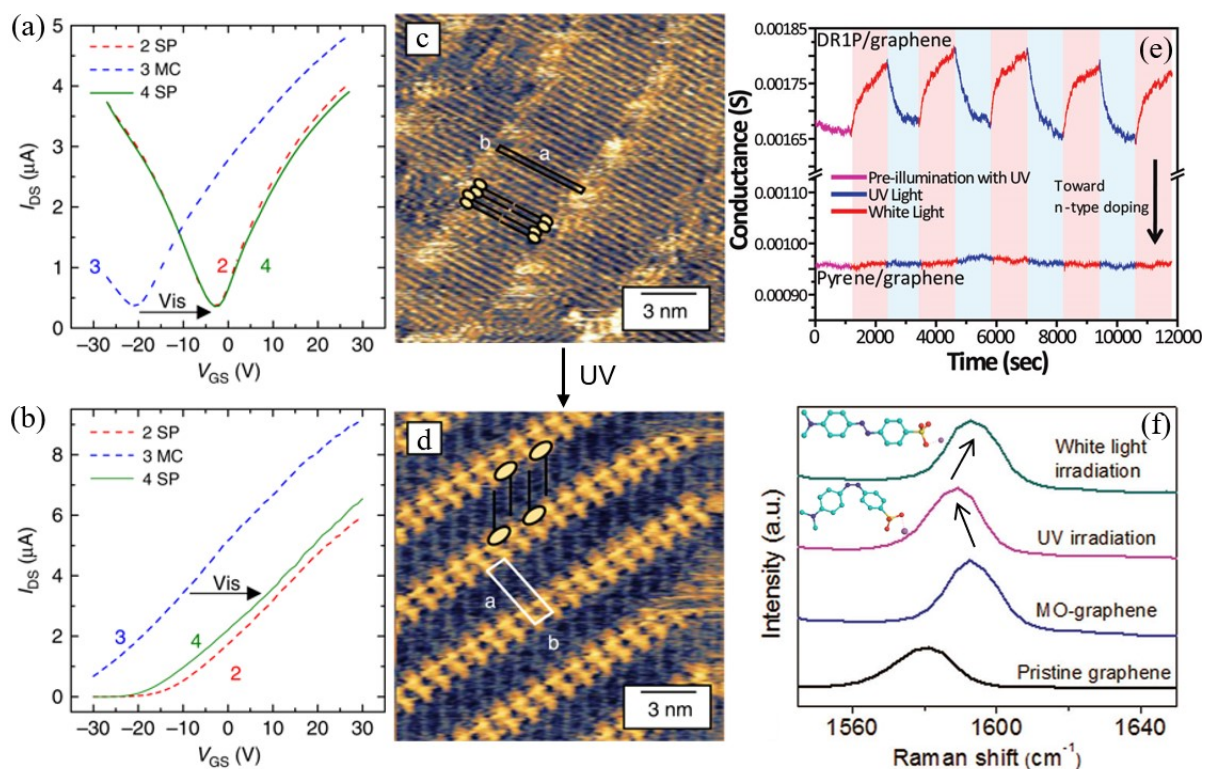 (a)
2 SP
3 MC
4 SP
5
4
3
2
1
0
I_DS (µA)
3
2
4
Vis
−30 −20 −10 0 10 20 30
V_GS (V)
(b)
2 SP
3 MC
4 SP
8
6
4
2
0
I_DS (µA)
Vis
3
4
2
−30 −20 −10 0 10 20 30
V_GS (V)
c
b
a
3 nm
UV
d
a
b
3 nm
(e)
DR1P/graphene
0.00185
0.00175
0.00165
0.00110
0.00100
0.00090
Conductance (S)
Pre-illumination with UV
UV Light
White Light
Toward
n-type doping
Pyrene/graphene
0 2000 4000 6000 8000 10000 12000
Time (sec)
(f)
White light
irradiation
UV irradiation
MO-graphene
Pristine graphene
Intensity (a.u.)
1560 1600 1640
Raman shift (cm⁻¹)